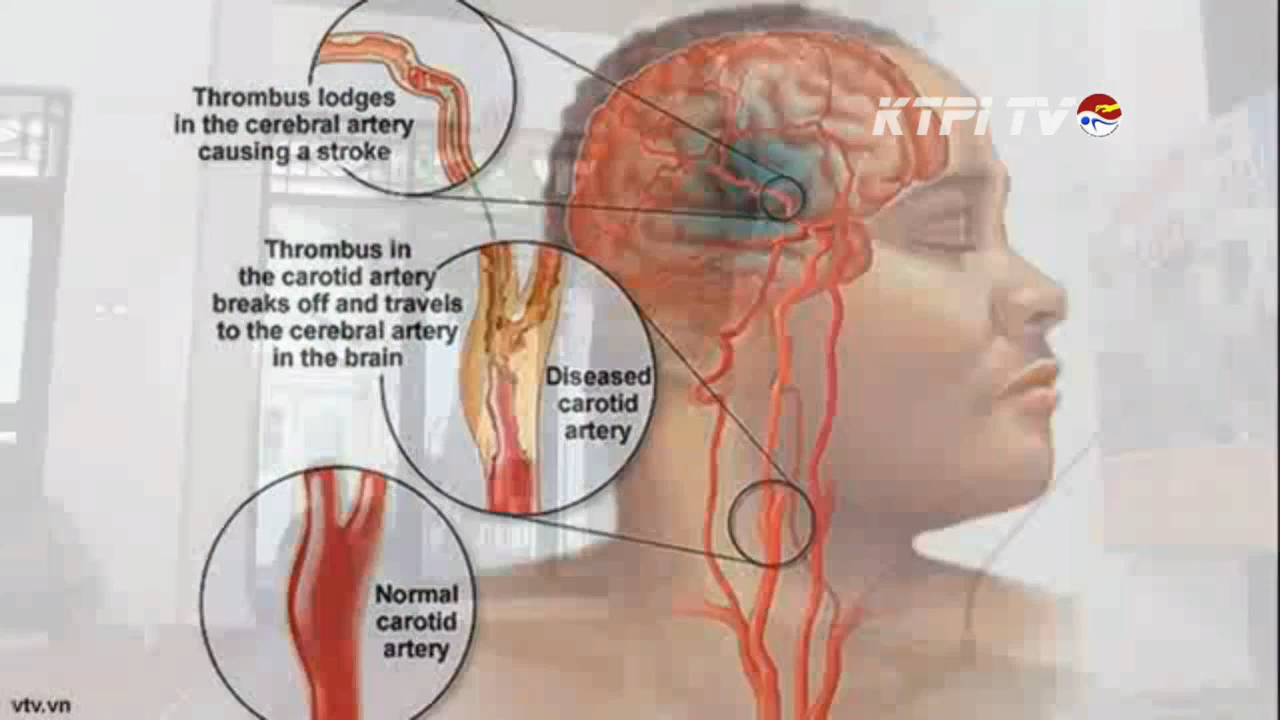 Thrombus lodges
in the cerebral artery
causing a stroke
KTPI TV
Thrombus in
the carotid artery
breaks off and travels
to the cerebral artery
in the brain
Diseased
carotid
artery
Normal
carotid
artery
vtv.vn